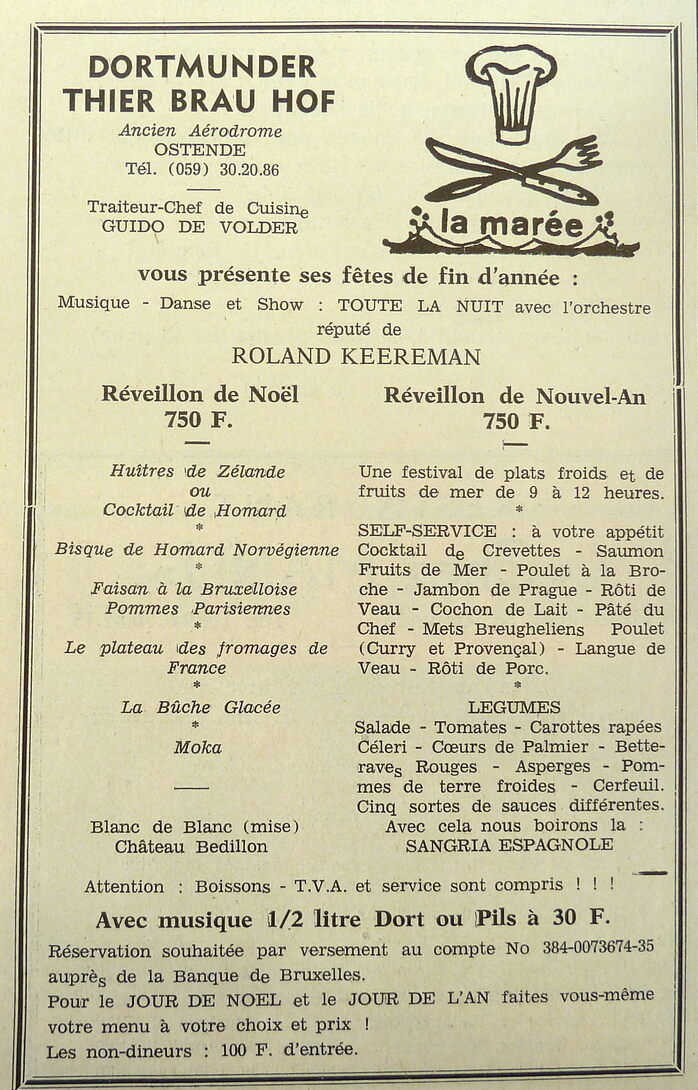 DORTMUNDER
THIER BRAU HOF
Ancien Aérodrome
OSTENDE
Tél. (059) 30.20.86
Traiteur-Chef de Cuisine
GUIDO DE VOLDER
la marée
vous présente ses fêtes de fin d'année :
Musique - Danse et Show : TOUTE LA NUIT avec l'orchestre
réputé de
ROLAND KEEREMAN
Réveillon de Noël
750 F.
Huîtres de Zélande
ou
Cocktail de Homard
*
Bisque de Homard Norvégienne
*
Faisan à la Bruxelloise
Pommes Parisiennes
*
Le plateau des fromages de
France
*
La Bûche Glacée
*
Moka
Blanc de Blanc (mise)
Château Bedillon
Réveillon de Nouvel-An
750 F.
Une festival de plats froids et de
fruits de mer de 9 à 12 heures.
*
SELF-SERVICE : à votre appétit
Cocktail de Crevettes - Saumon
Fruits de Mer - Poulet à la Bro-
che - Jambon de Prague - Rôti de
Veau - Cochon de Lait - Pâté du
Chef - Mets Breugheliens Poulet
(Curry et Provençal) - Langue de
Veau - Rôti de Porc.
*
LEGUMES
Salade - Tomates - Carottes rapées
Céleri - Cœurs de Palmier - Bette-
raves Rouges - Asperges - Pom-
mes de terre froides - Cerfeuil.
Cinq sortes de sauces différentes.
Avec cela nous boirons la :
SANGRIA ESPAGNOLE
Attention : Boissons - T.V.A. et service sont compris ! ! !
Avec musique 1/2 litre Dort ou Pils à 30 F.
Réservation souhaitée par versement au compte No 384-0073674-35
auprès de la Banque de Bruxelles.
Pour le JOUR DE NOEL et le JOUR DE L'AN faites vous-même
votre menu à votre choix et prix !
Les non-dineurs : 100 F. d'entrée.